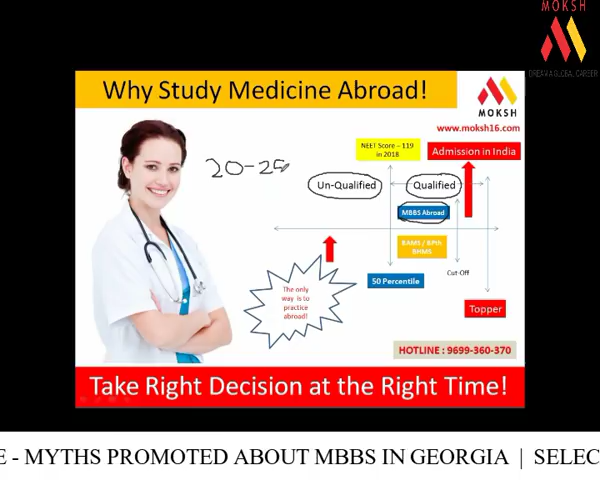 MOKSH
Why Study Medicine Abroad!
MOKSH
www.moksh16.com
NEET Score – 119
in 2018
Admission in India
20-25
Un-Qualified
Qualified
MBBS Abroad
BAMS / BPth
BHMS
Cut-Off
50 Percentile
The only
way is to
practice
abroad!
Topper
HOTLINE : 9699-360-370
Take Right Decision at the Right Time!
E - MYTHS PROMOTED ABOUT MBBS IN GEORGIA | SELEC